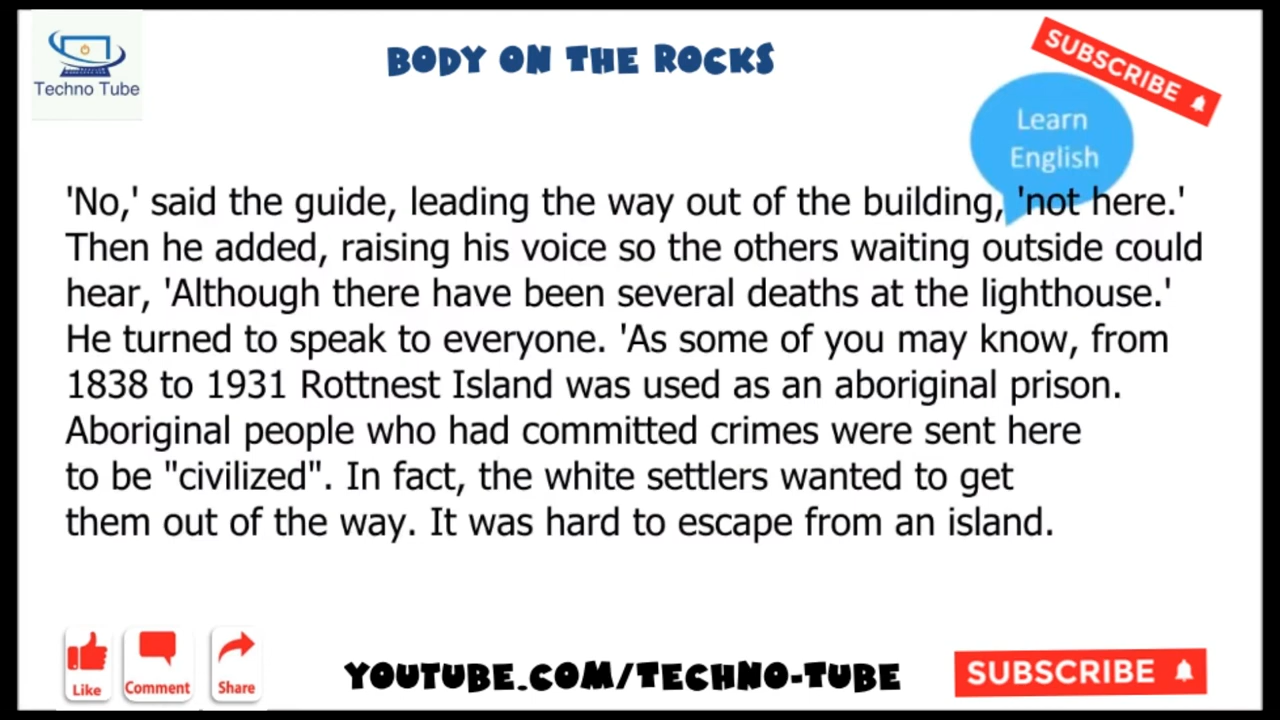 Techno Tube
BODY ON THE ROCKS
SUBSCRIBE
Learn
English
'No,' said the guide, leading the way out of the building, 'not here.'
Then he added, raising his voice so the others waiting outside could
hear, 'Although there have been several deaths at the lighthouse.'
He turned to speak to everyone. 'As some of you may know, from
1838 to 1931 Rottnest Island was used as an aboriginal prison.
Aboriginal people who had committed crimes were sent here
to be "civilized". In fact, the white settlers wanted to get
them out of the way. It was hard to escape from an island.
Like
Comment
Share
YOUTUBE.COM/TECHNO-TUBE
SUBSCRIBE